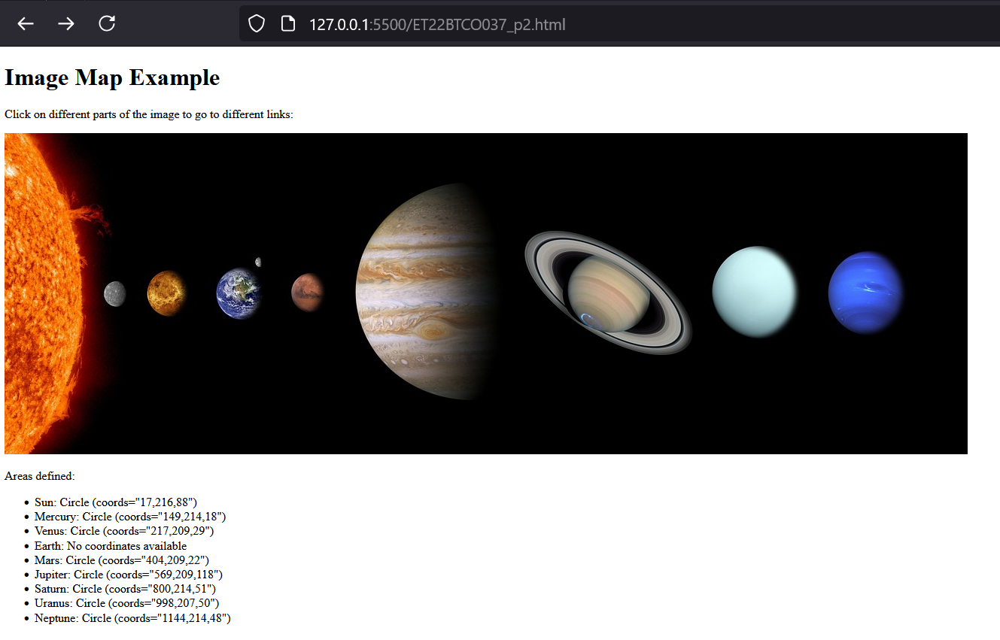 127.0.0.1:5500/ET22BTCO037_p2.html
Image Map Example
Click on different parts of the image to go to different links:
Areas defined:
• Sun: Circle (coords="17,216,88")
• Mercury: Circle (coords="149,214,18")
• Venus: Circle (coords="217,209,29")
• Earth: No coordinates available
• Mars: Circle (coords="404,209,22")
• Jupiter: Circle (coords="569,209,118")
• Saturn: Circle (coords="800,214,51")
• Uranus: Circle (coords="998,207,50")
• Neptune: Circle (coords="1144,214,48")